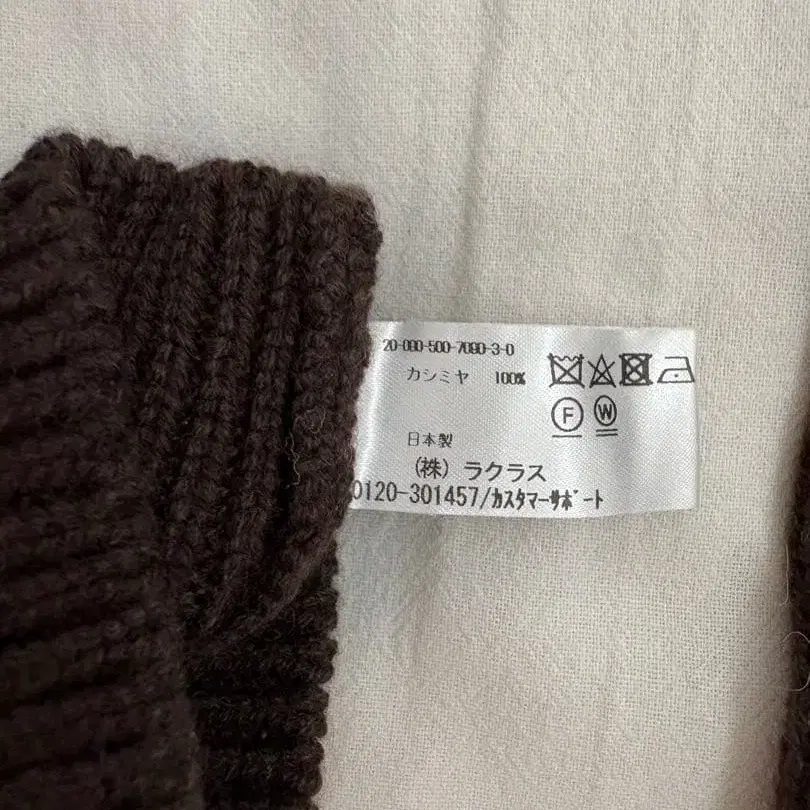 20-080-500-7090-3-0
カシミヤ 100%
F W
日本製
(株) ラクラス
0120-301457/カスタマーサポート